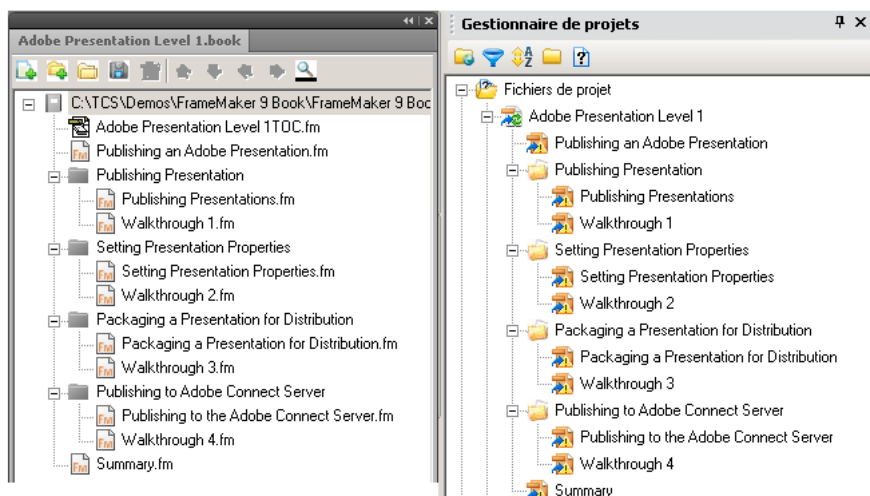 Adobe Presentation Level 1.book
C:\TCS\Demos\FrameMaker 9 Book\FrameMaker 9 Boo
Adobe Presentation Level 1TOC.fm
Publishing an Adobe Presentation.fm
Publishing Presentation
Publishing Presentations.fm
Walkthrough 1.fm
Setting Presentation Properties
Setting Presentation Properties.fm
Walkthrough 2.fm
Packaging a Presentation for Distribution
Packaging a Presentation for Distribution.fm
Walkthrough 3.fm
Publishing to Adobe Connect Server
Publishing to the Adobe Connect Server.fm
Walkthrough 4.fm
Summary.fm
Gestionnaire de projets
Fichiers de projet
Adobe Presentation Level 1
Publishing an Adobe Presentation
Publishing Presentation
Publishing Presentations
Walkthrough 1
Setting Presentation Properties
Setting Presentation Properties
Walkthrough 2
Packaging a Presentation for Distribution
Packaging a Presentation for Distribution
Walkthrough 3
Publishing to Adobe Connect Server
Publishing to the Adobe Connect Server
Walkthrough 4
Summary